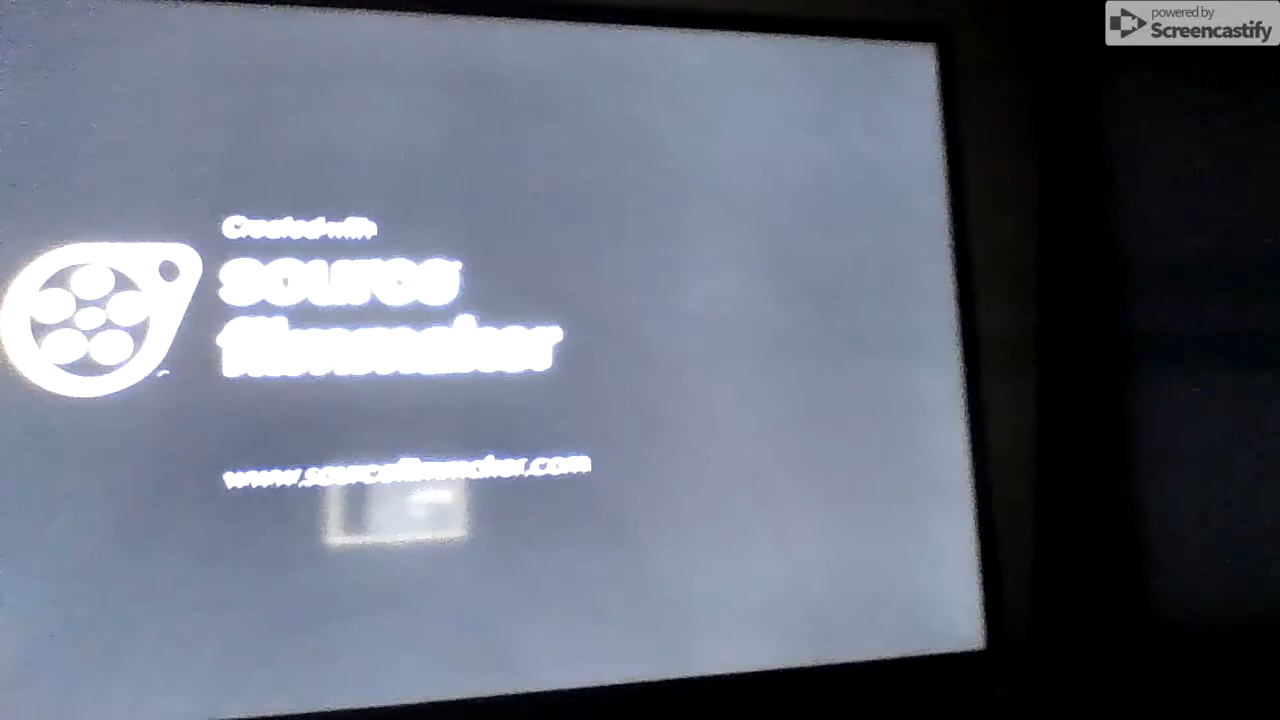 powered by
Screencastify
Created with
source
filmmaker
www.sourcefilmmaker.com